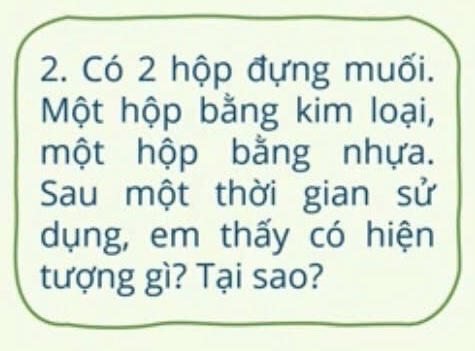 2. Có 2 hộp đựng muối.
Một hộp bằng kim loại,
một hộp bằng nhựa.
Sau một thời gian sử
dụng, em thấy có hiện
tượng gì? Tại sao?